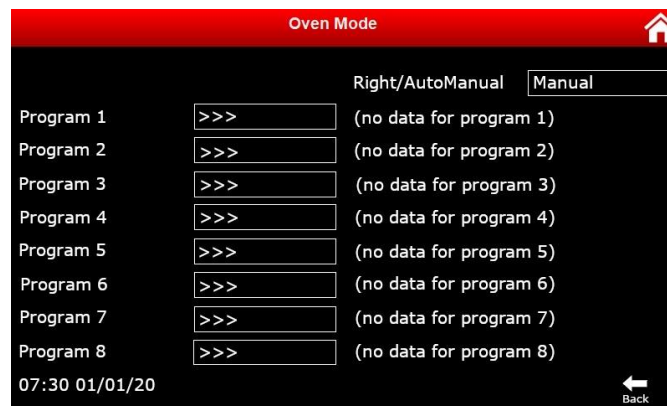 Oven Mode
Right/AutoManual Manual
Program 1 >>> (no data for program 1)
Program 2 >>> (no data for program 2)
Program 3 >>> (no data for program 3)
Program 4 >>> (no data for program 4)
Program 5 >>> (no data for program 5)
Program 6 >>> (no data for program 6)
Program 7 >>> (no data for program 7)
Program 8 >>> (no data for program 8)
07:30 01/01/20
Back